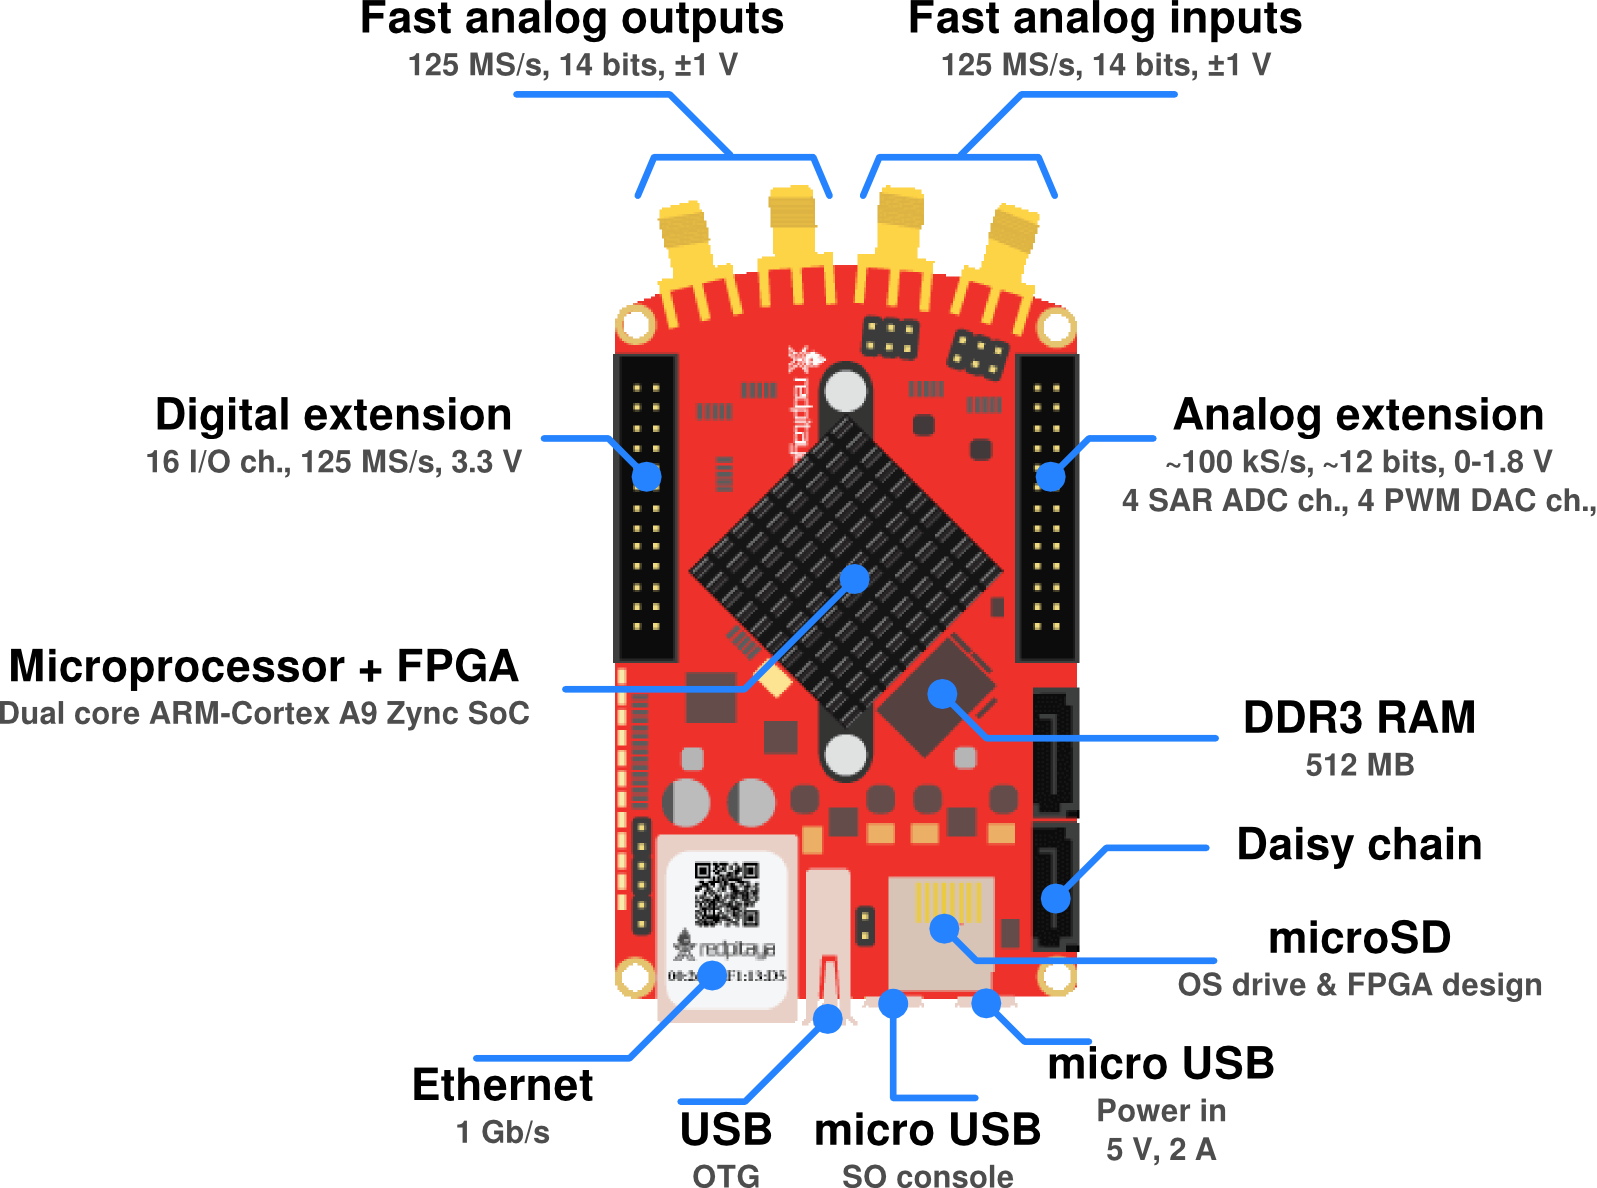 Fast analog outputs
125 MS/s, 14 bits, ±1 V
Fast analog inputs
125 MS/s, 14 bits, ±1 V
redpitaya
Digital extension
16 I/O ch., 125 MS/s, 3.3 V
Analog extension
~100 kS/s, ~12 bits, 0-1.8 V
4 SAR ADC ch., 4 PWM DAC ch.,
Microprocessor + FPGA
Dual core ARM-Cortex A9 Zync SoC
DDR3 RAM
512 MB
Daisy chain
redpitaya
microSD
OS drive & FPGA design
Ethernet
1 Gb/s
USB
OTG
micro USB
SO console
micro USB
Power in
5 V, 2 A